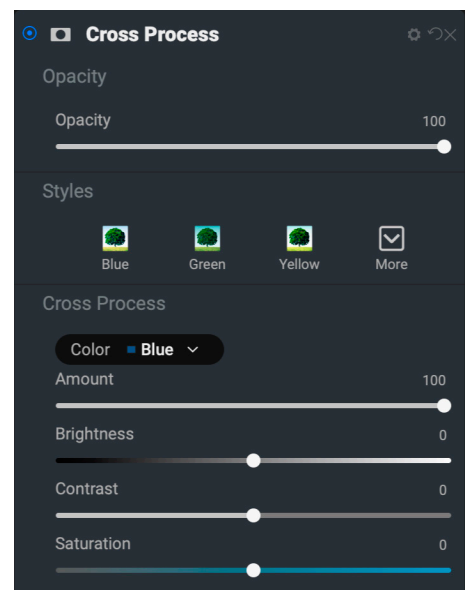 Cross Process
Opacity
Opacity 100
Styles
Blue Green Yellow More
Cross Process
Color Blue
Amount 100
Brightness 0
Contrast 0
Saturation 0